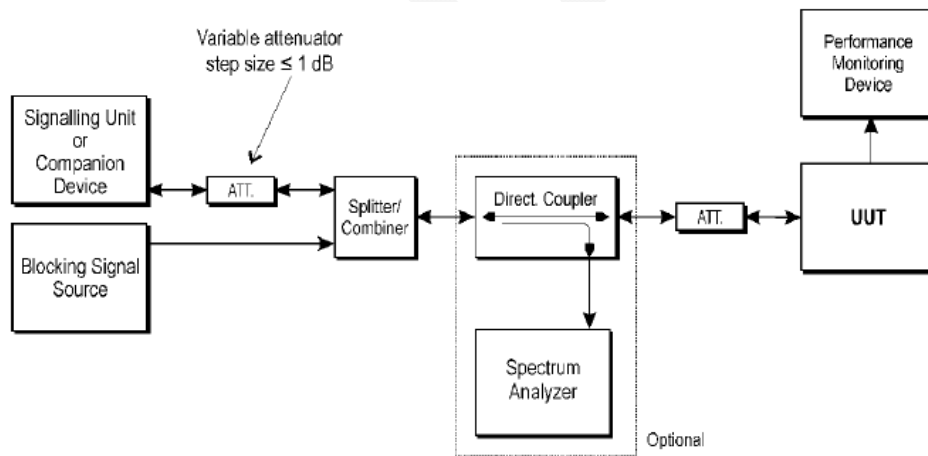 Variable attenuator
step size ≤ 1 dB
Signalling Unit
or
Companion
Device
ATT.
Splitter/
Combiner
Blocking Signal
Source
Direct. Coupler
Spectrum
Analyzer
Optional
ATT.
Performance
Monitoring
Device
UUT